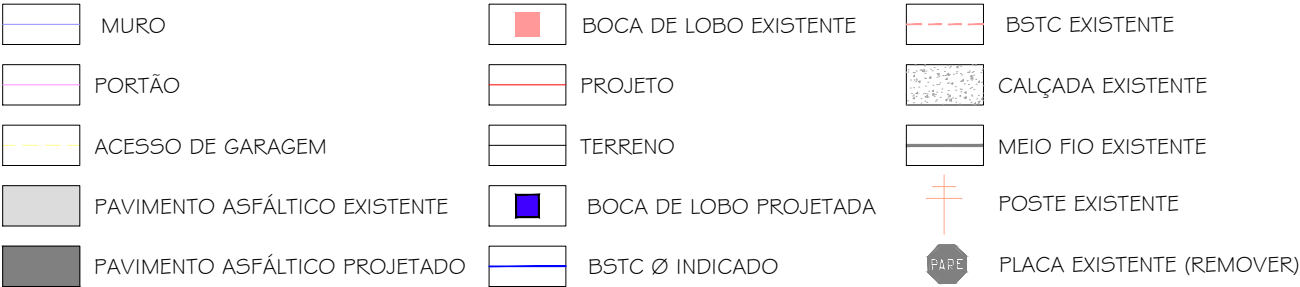 MURO
PORTÃO
ACESSO DE GARAGEM
PAVIMENTO ASFÁLTICO EXISTENTE
PAVIMENTO ASFÁLTICO PROJETADO
BOCA DE LOBO EXISTENTE
PROJETO
TERRENO
BOCA DE LOBO PROJETADA
BSTC Ø INDICADO
BSTC EXISTENTE
CALÇADA EXISTENTE
MEIO FIO EXISTENTE
POSTE EXISTENTE
PARE PLACA EXISTENTE (REMOVER)